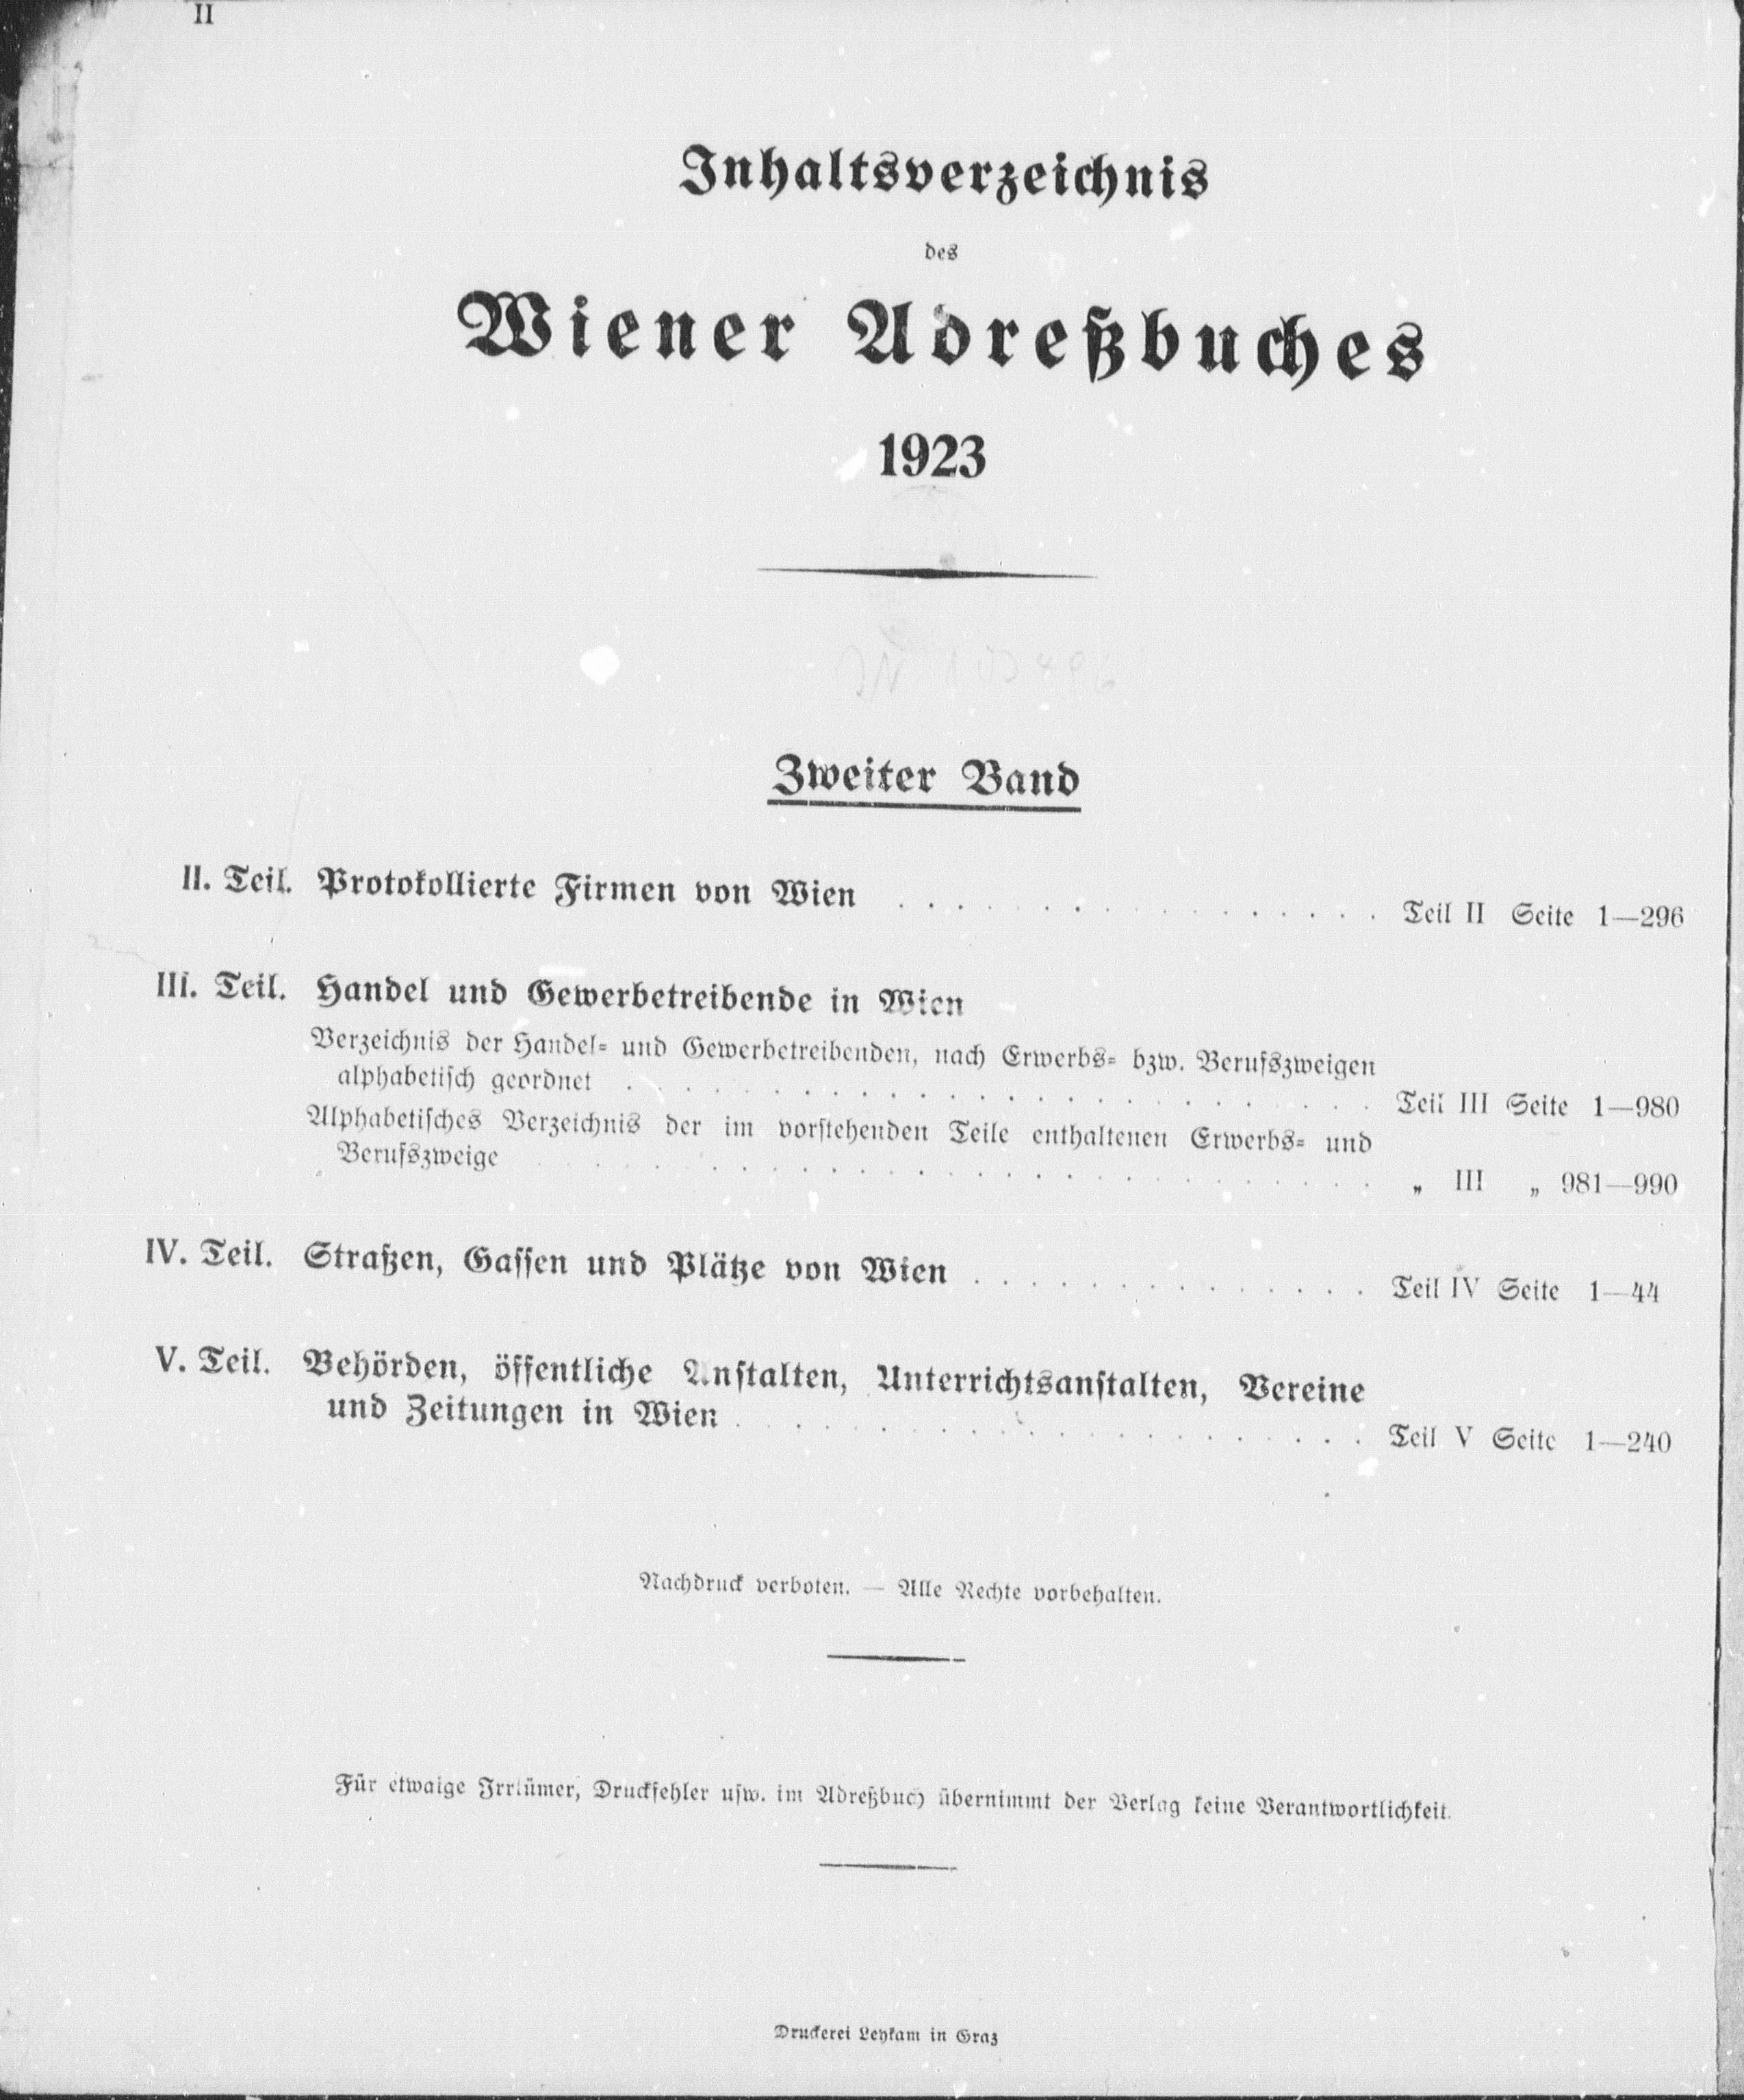 II
Inhaltsverzeichnis
des
Wiener Adreßbuches
1923
Zweiter Band
II. Teil. Protokollierte Firmen von Wien . . . . . . . . . . . . . . . . . Teil II Seite 1—296
III. Teil. Handel und Gewerbetreibende in Wien
Verzeichnis der Handel- und Gewerbetreibenden, nach Erwerbs- bzw. Berufszweigen
alphabetisch geordnet . . . . . . . . . . . . . . . . . . . . . . . . . Teil III Seite 1—980
Alphabetisches Verzeichnis der im vorstehenden Teile enthaltenen Erwerbs- und
Berufszweige . . . . . . . . . . . . . . . . . . . . . . . . . . . . „ III „ 981—990
IV. Teil. Straßen, Gassen und Plätze von Wien . . . . . . . . . . . . . . Teil IV Seite 1—44
V. Teil. Behörden, öffentliche Anstalten, Unterrichtsanstalten, Vereine
und Zeitungen in Wien . . . . . . . . . . . . . . . . . . . . . . Teil V Seite 1—240
Nachdruck verboten. — Alle Rechte vorbehalten.
Für etwaige Irrtümer, Druckfehler usw. im Adreßbuch übernimmt der Verlag keine Verantwortlichkeit.
Druckerei Leykam in Graz